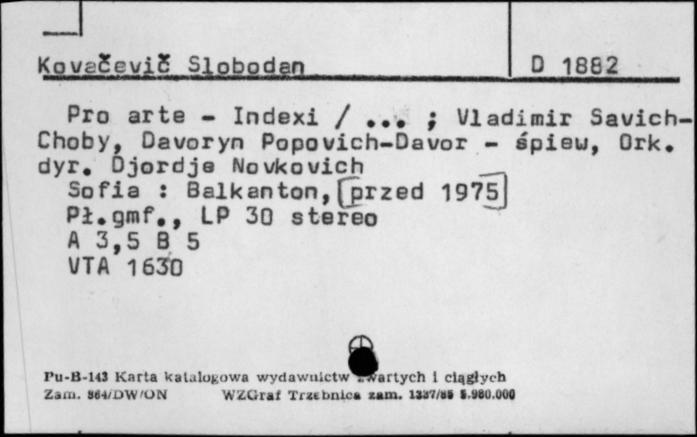 Kovačevič Slobodan
D 1882
Pro arte - Indexi / ... ; Vladimir Savich-
Choby, Davoryn Popovich-Davor - śpiew, Ork.
dyr. Djordje Novkovich
Sofia : Balkanton, [przed 1975]
Pł.gmf., LP 30 stereo
A 3,5 B 5
VTA 1630
Pu-B-143 Karta katalogowa wydawnictw zwartych i ciągłych
Zam. 864/DW/ON WZGraf Trzebnica zam. 1337/85 5.980.000